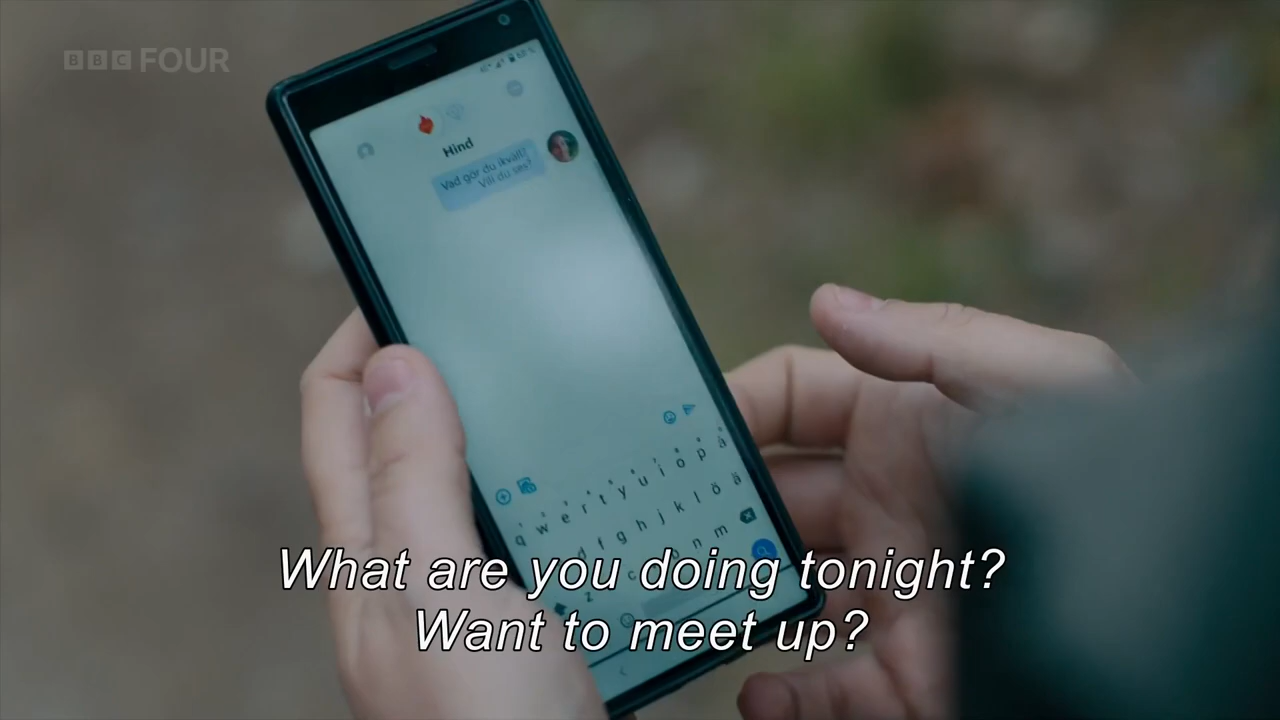 BBC FOUR
Hind
Vad gör du ikväll?
Vill du ses?
q w e r t y u i o p å
d f g h j k l ö ä
z c n m
What are you doing tonight?
Want to meet up?